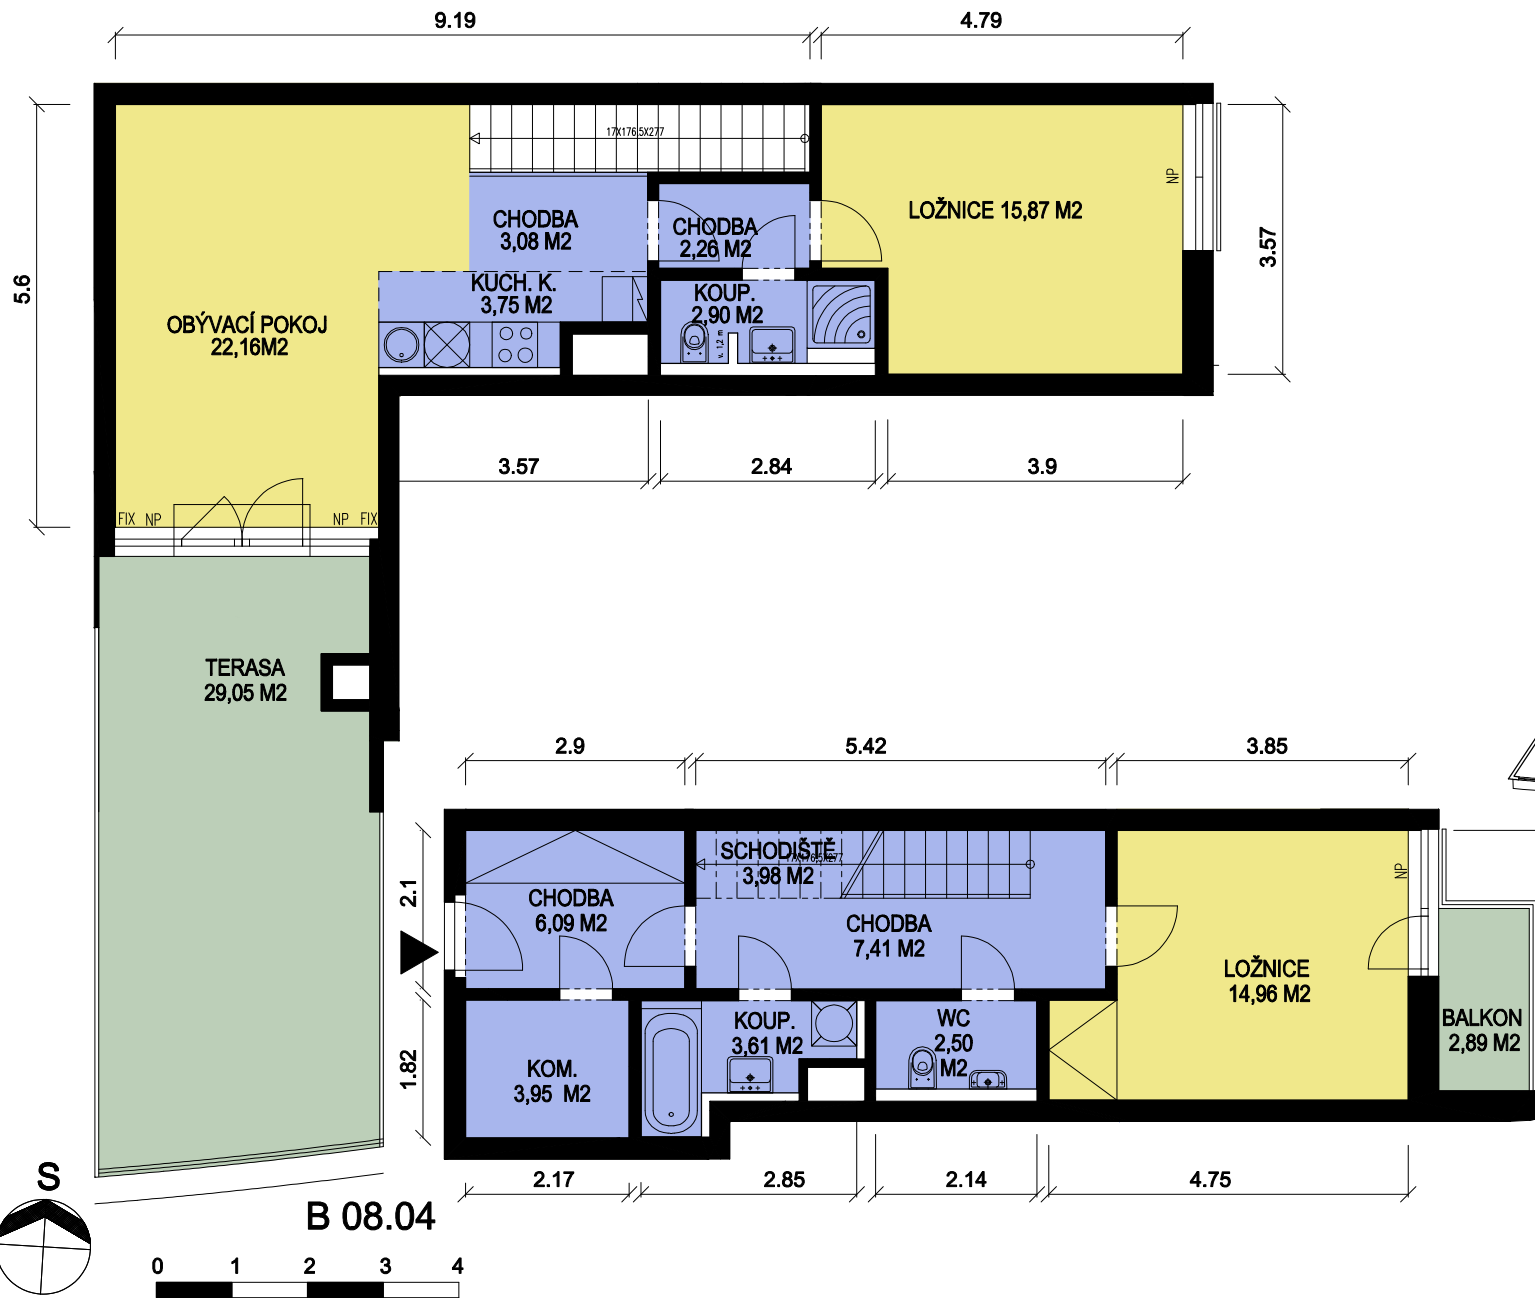 9.19
4.79
17X176,5X277
CHODBA
3,08 M2
CHODBA
2,26 M2
LOŽNICE 15,87 M2
NP
3.57
5.6
KUCH. K.
3,75 M2
KOUP.
2,90 M2
v. 1,2 m
OBÝVACÍ POKOJ
22,16M2
3.57
2.84
3.9
FIX NP
NP FIX
TERASA
29,05 M2
2.9
5.42
3.85
SCHODIŠTĚ
17X176,5X277
3,98 M2
NP
2.1
CHODBA
6,09 M2
CHODBA
7,41 M2
LOŽNICE
14,96 M2
BALKON
2,89 M2
KOUP.
3,61 M2
WC
2,50
M2
1.82
KOM.
3,95 M2
2.17
2.85
2.14
4.75
S
B 08.04
0 1 2 3 4